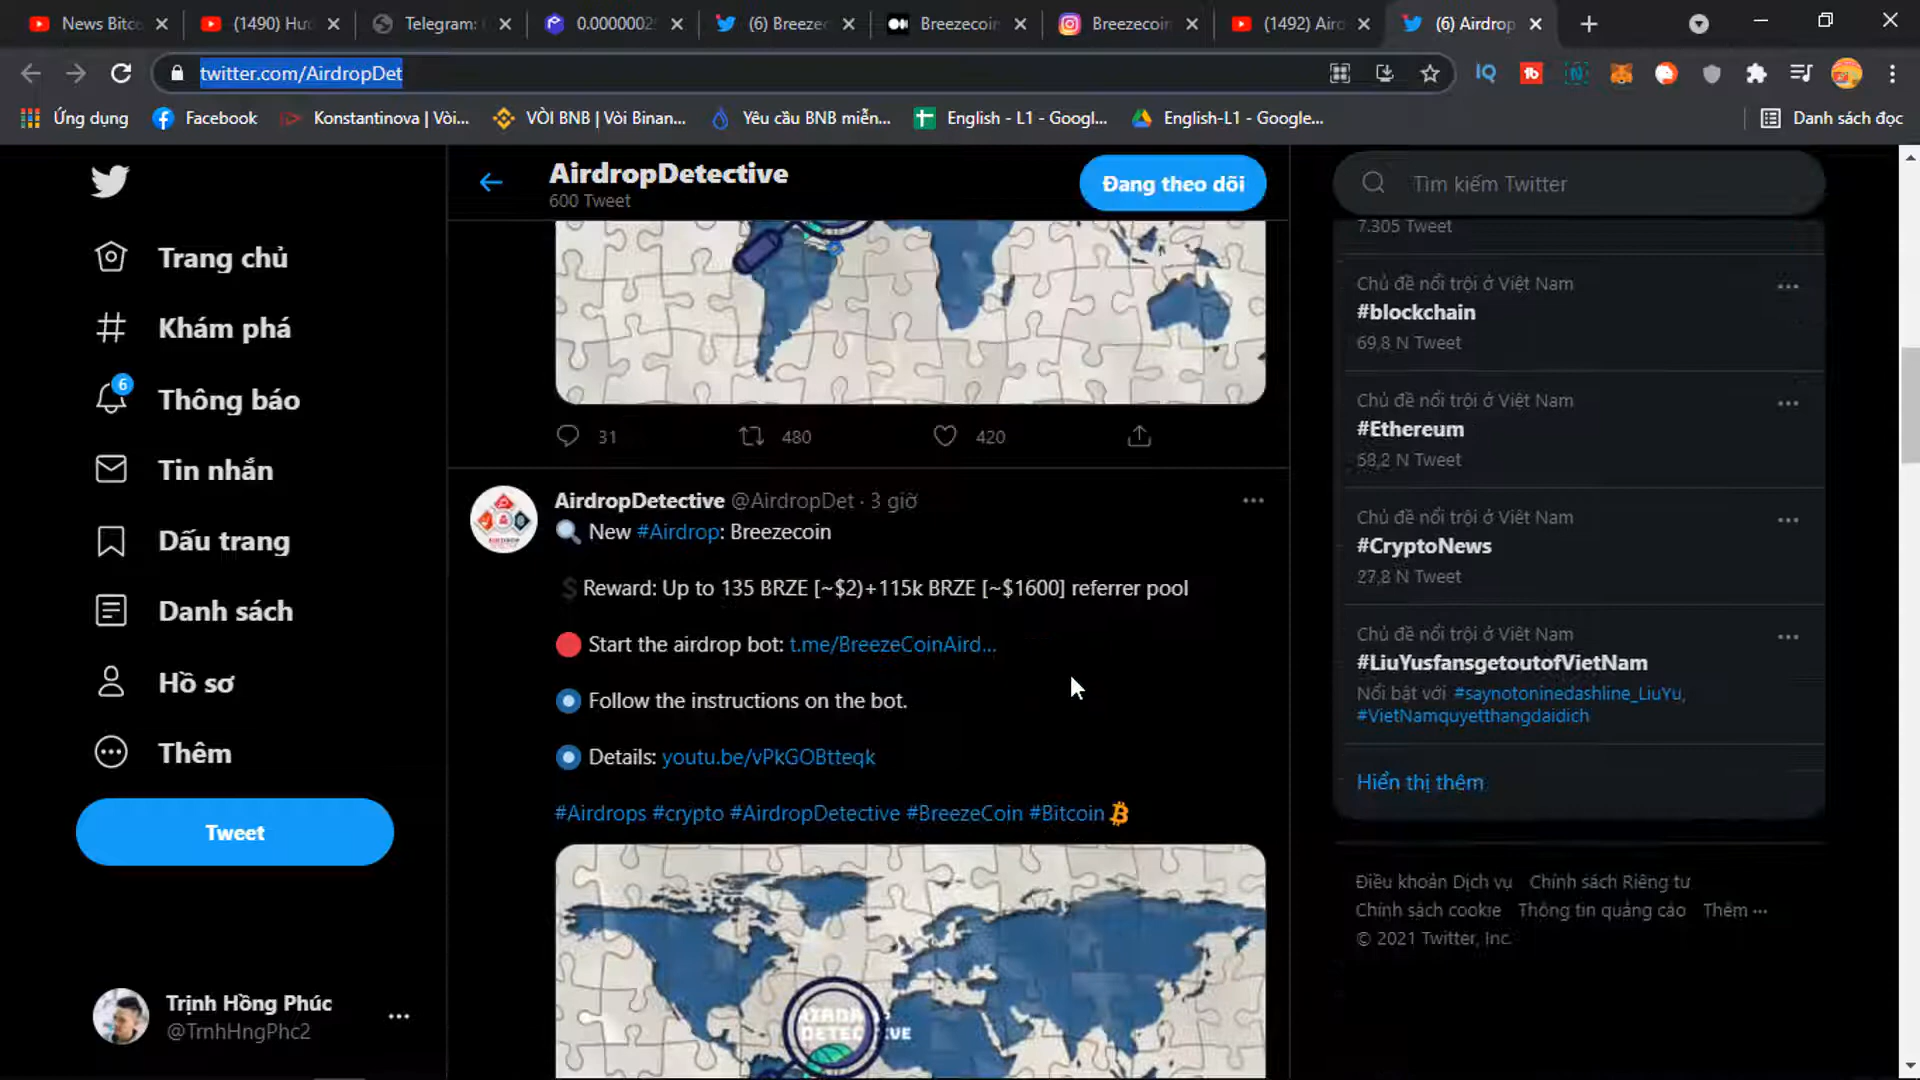 News Bitco
(1490) Hư
Telegram:
0.0000002
(6) Breeze
Breezecoin
Breezecoin
(1492) Aird
(6) Airdrop
twitter.com/AirdropDet
Ứng dụng
Facebook
Konstantinova | Vòi...
VÒI BNB | Vòi Binan...
Yêu cầu BNB miễn...
English - L1 - Googl...
English-L1 - Google...
Danh sách đọc
AirdropDetective
600 Tweet
Đang theo dõi
Tìm kiếm Twitter
Trang chủ
Khám phá
6
Thông báo
Tin nhắn
Dấu trang
Danh sách
Hồ sơ
Thêm
Tweet
Trịnh Hồng Phúc
@TrnhHngPhc2
31
480
420
AirdropDetective @AirdropDet · 3 giờ
New #Airdrop: Breezecoin
Reward: Up to 135 BRZE [~$2)+115k BRZE [~$1600] referrer pool
Start the airdrop bot: t.me/BreezeCoinAird...
Follow the instructions on the bot.
Details: youtu.be/vPkGOBtteqk
#Airdrops #crypto #AirdropDetective #BreezeCoin #Bitcoin
AIRDROP
DETECTIVE
7.305 Tweet
Chủ đề nổi trội ở Việt Nam
#blockchain
69,8 N Tweet
Chủ đề nổi trội ở Việt Nam
#Ethereum
58,2 N Tweet
Chủ đề nổi trội ở Việt Nam
#CryptoNews
27,8 N Tweet
Chủ đề nổi trội ở Việt Nam
#LiuYusfansgetoutofVietNam
Nổi bật với #saynotoninedashline_LiuYu,
#VietNamquyetthangdaidich
Hiển thị thêm
Điều khoản Dịch vụ Chính sách Riêng tư
Chính sách cookie Thông tin quảng cáo Thêm ···
© 2021 Twitter, Inc.